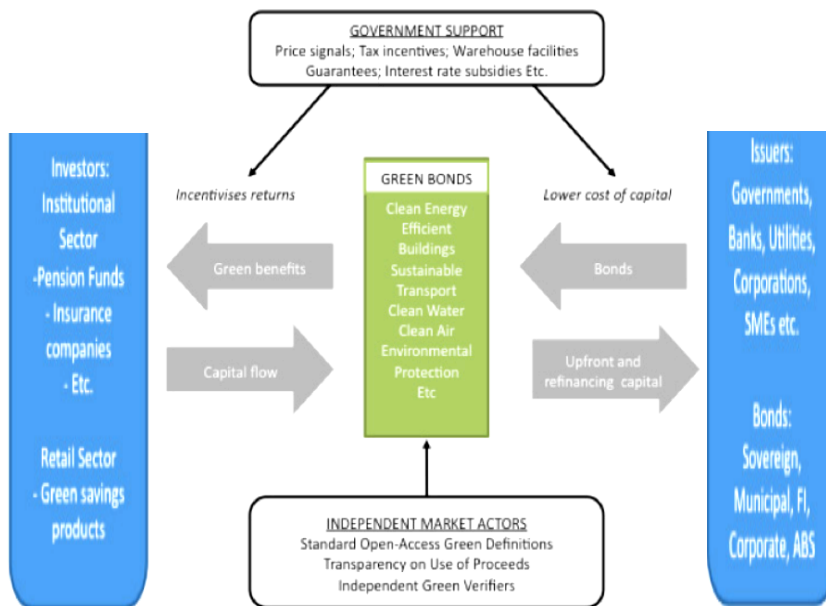 GOVERNMENT SUPPORT
Price signals; Tax incentives; Warehouse facilities
Guarantees; Interest rate subsidies Etc.
Investors:
Institutional
Sector
-Pension Funds
- Insurance
companies
- Etc.
Retail Sector
- Green savings
products
Incentivises returns
Green benefits
Capital flow
GREEN BONDS
Clean Energy
Efficient
Buildings
Sustainable
Transport
Clean Water
Clean Air
Environmental
Protection
Etc
Lower cost of capital
Bonds
Upfront and
refinancing capital
Issuers:
Governments,
Banks, Utilities,
Corporations,
SMEs etc.
Bonds:
Sovereign,
Municipal, FI,
Corporate, ABS
INDEPENDENT MARKET ACTORS
Standard Open-Access Green Definitions
Transparency on Use of Proceeds
Independent Green Verifiers